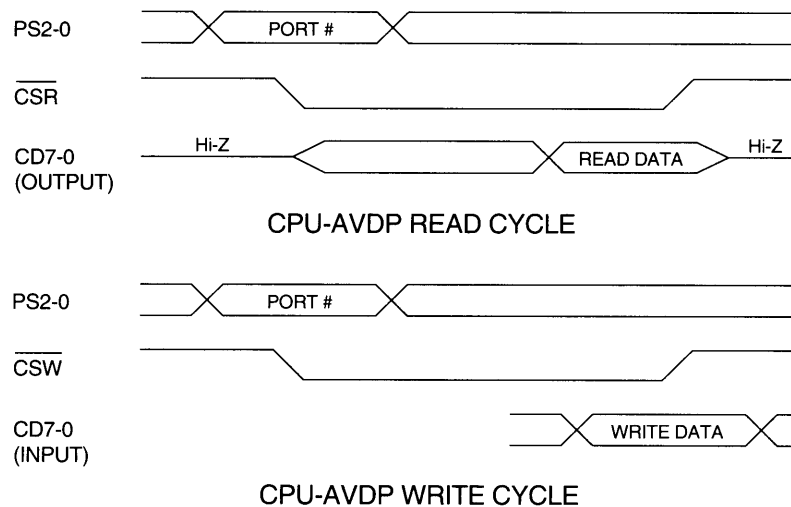 PS2-0 PORT #
CSR
Hi-Z Hi-Z
CD7-0 READ DATA
(OUTPUT)
CPU-AVDP READ CYCLE
PS2-0 PORT #
CSW
CD7-0 WRITE DATA
(INPUT)
CPU-AVDP WRITE CYCLE